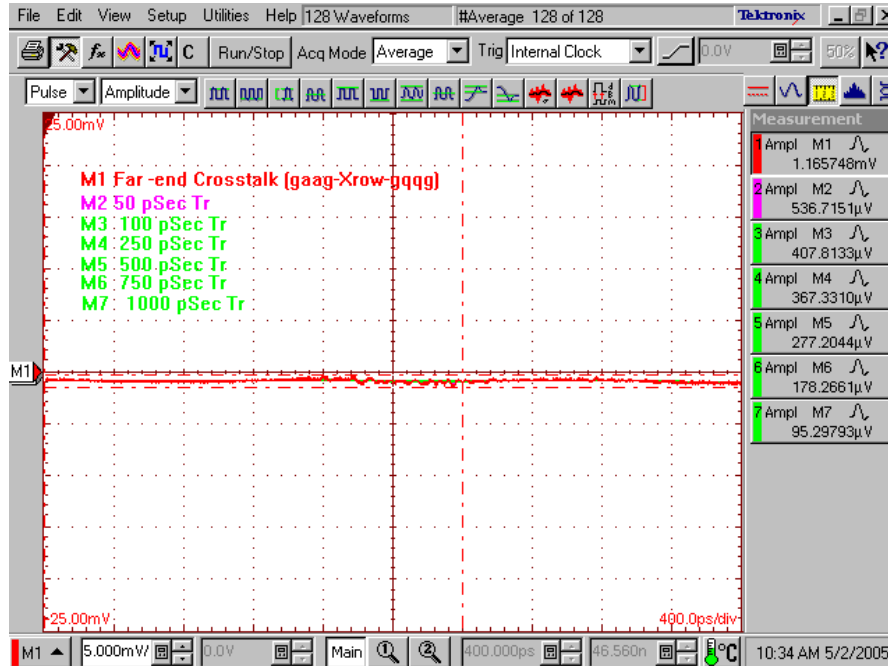 File Edit View Setup Utilities Help 128 Waveforms #Average 128 of 128 Tektronix
fx C Run/Stop Acq Mode Average Trig Internal Clock 0.0V 50%
Pulse Amplitude
Measurement
25.00mV
1 Ampl M1
1.165748mV
M1 Far -end Crosstalk (gaag-Xrow-gqqg)
M2 50 pSec Tr
M3 100 pSec Tr
M4 250 pSec Tr
M5 500 pSec Tr
M6 750 pSec Tr
M7 1000 pSec Tr
2 Ampl M2
536.7151µV
3 Ampl M3
407.8133µV
4 Ampl M4
367.3310µV
5 Ampl M5
277.2044µV
6 Ampl M6
178.2661µV
7 Ampl M7
95.29793µV
M1
-25.00mV 400.0ps/div
M1 5.000mV/ 0.0V Main 1 2 400.000ps 46.560n °C 10:34 AM 5/2/2005